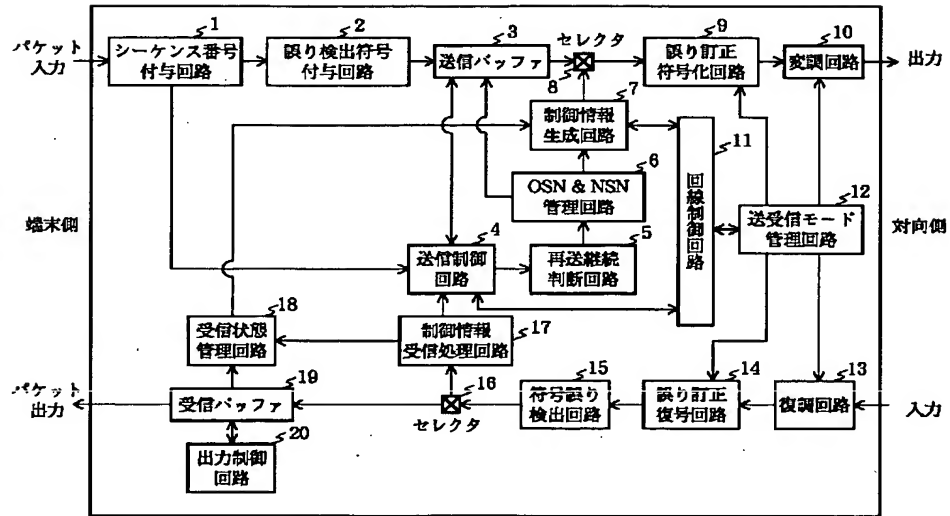 パケット
入力
1
シーケンス番号
付与回路
2
誤り検出符号
付与回路
3
送信バッファ
セレクタ
8
9
誤り訂正
符号化回路
10
変調回路
出力
7
制御情報
生成回路
6
OSN & NSN
管理回路
11
回線制御回路
12
送受信モード
管理回路
端末側
対向側
4
送信制御
回路
5
再送継続
判断回路
18
受信状態
管理回路
17
制御情報
受信処理回路
パケット
出力
19
受信バッファ
16
セレクタ
15
符号誤り
検出回路
14
誤り訂正
復号回路
13
復調回路
入力
20
出力制御
回路